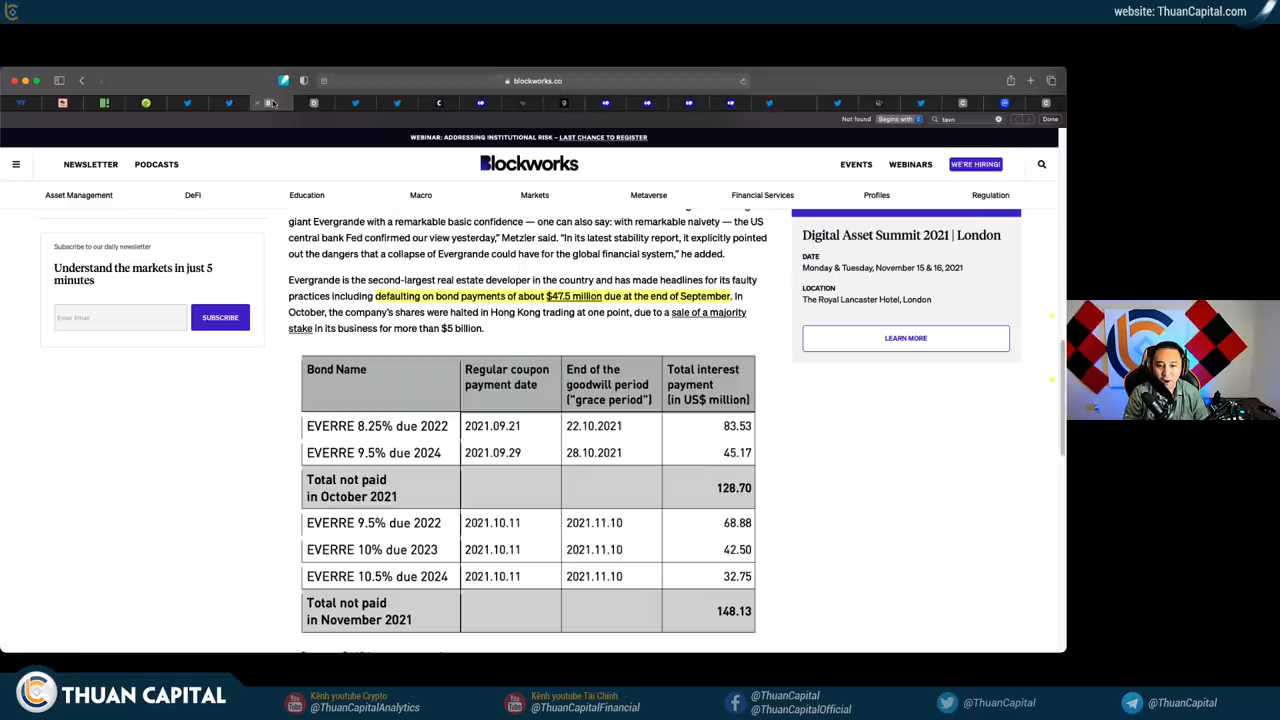 website: ThuanCapital.com
blockworks.co
Not found
Begins with
tavn
Done
WEBINAR: ADDRESSING INSTITUTIONAL RISK – LAST CHANCE TO REGISTER
NEWSLETTER
PODCASTS
Blockworks
EVENTS
WEBINARS
WE'RE HIRING!
Asset Management
DeFi
Education
Macro
Markets
Metaverse
Financial Services
Profiles
Regulation
giant Evergrande with a remarkable basic confidence — one can also say: with remarkable naivety — the US
central bank Fed confirmed our view yesterday," Metzler said. "In its latest stability report, it explicitly pointed
out the dangers that a collapse of Evergrande could have for the global financial system," he added.
Evergrande is the second-largest real estate developer in the country and has made headlines for its faulty
practices including defaulting on bond payments of about $47.5 million due at the end of September. In
October, the company's shares were halted in Hong Kong trading at one point, due to a sale of a majority
stake in its business for more than $5 billion.
Subscribe to our daily newsletter
Understand the markets in just 5
minutes
Enter Email
SUBSCRIBE
Digital Asset Summit 2021 | London
DATE
Monday & Tuesday, November 15 & 16, 2021
LOCATION
The Royal Lancaster Hotel, London
LEARN MORE
Bond Name
Regular coupon
payment date
End of the
goodwill period
("grace period")
Total interest
payment
(in US$ million)
EVERRE 8.25% due 2022 2021.09.21 22.10.2021 83.53
EVERRE 9.5% due 2024 2021.09.29 28.10.2021 45.17
Total not paid
in October 2021
128.70
EVERRE 9.5% due 2022 2021.10.11 2021.11.10 68.88
EVERRE 10% due 2023 2021.10.11 2021.11.10 42.50
EVERRE 10.5% due 2024 2021.10.11 2021.11.10 32.75
Total not paid
in November 2021
148.13
THUAN CAPITAL
Kênh youtube Crypto
@ThuanCapitalAnalytics
Kênh youtube Tài Chính
@ThuanCapitalFinancial
@ThuanCapital
@ThuanCapitalOfficial
@ThuanCapital
@ThuanCapital